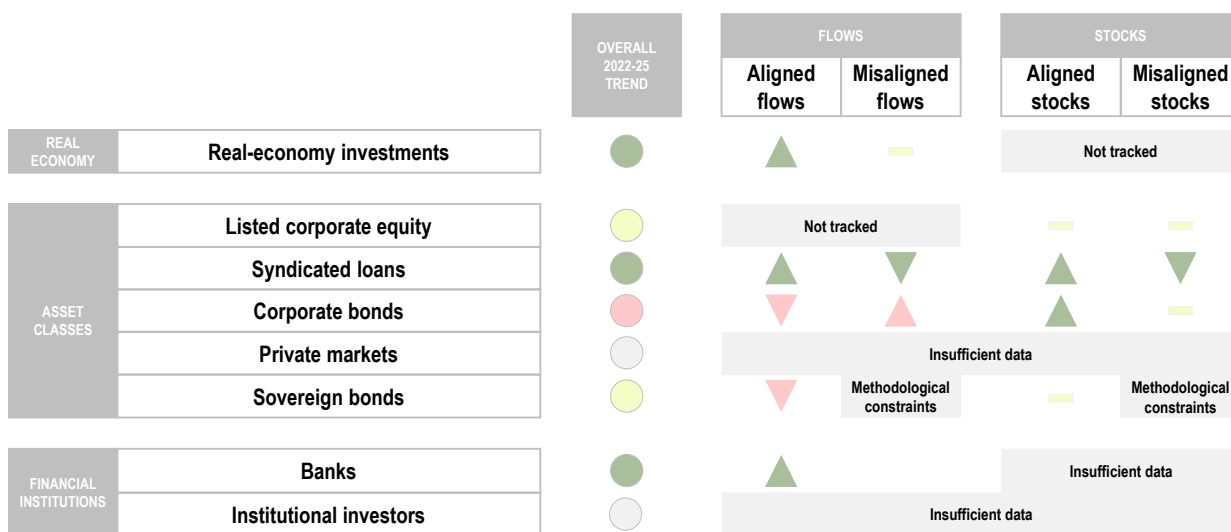 OVERALL
2022-25
TREND
FLOWS
STOCKS
Aligned
flows
Misaligned
flows
Aligned
stocks
Misaligned
stocks
REAL
ECONOMY
Real-economy investments
Not tracked
ASSET
CLASSES
Listed corporate equity
Not tracked
Syndicated loans
Corporate bonds
Private markets
Insufficient data
Sovereign bonds
Methodological
constraints
Methodological
constraints
FINANCIAL
INSTITUTIONS
Banks
Insufficient data
Institutional investors
Insufficient data